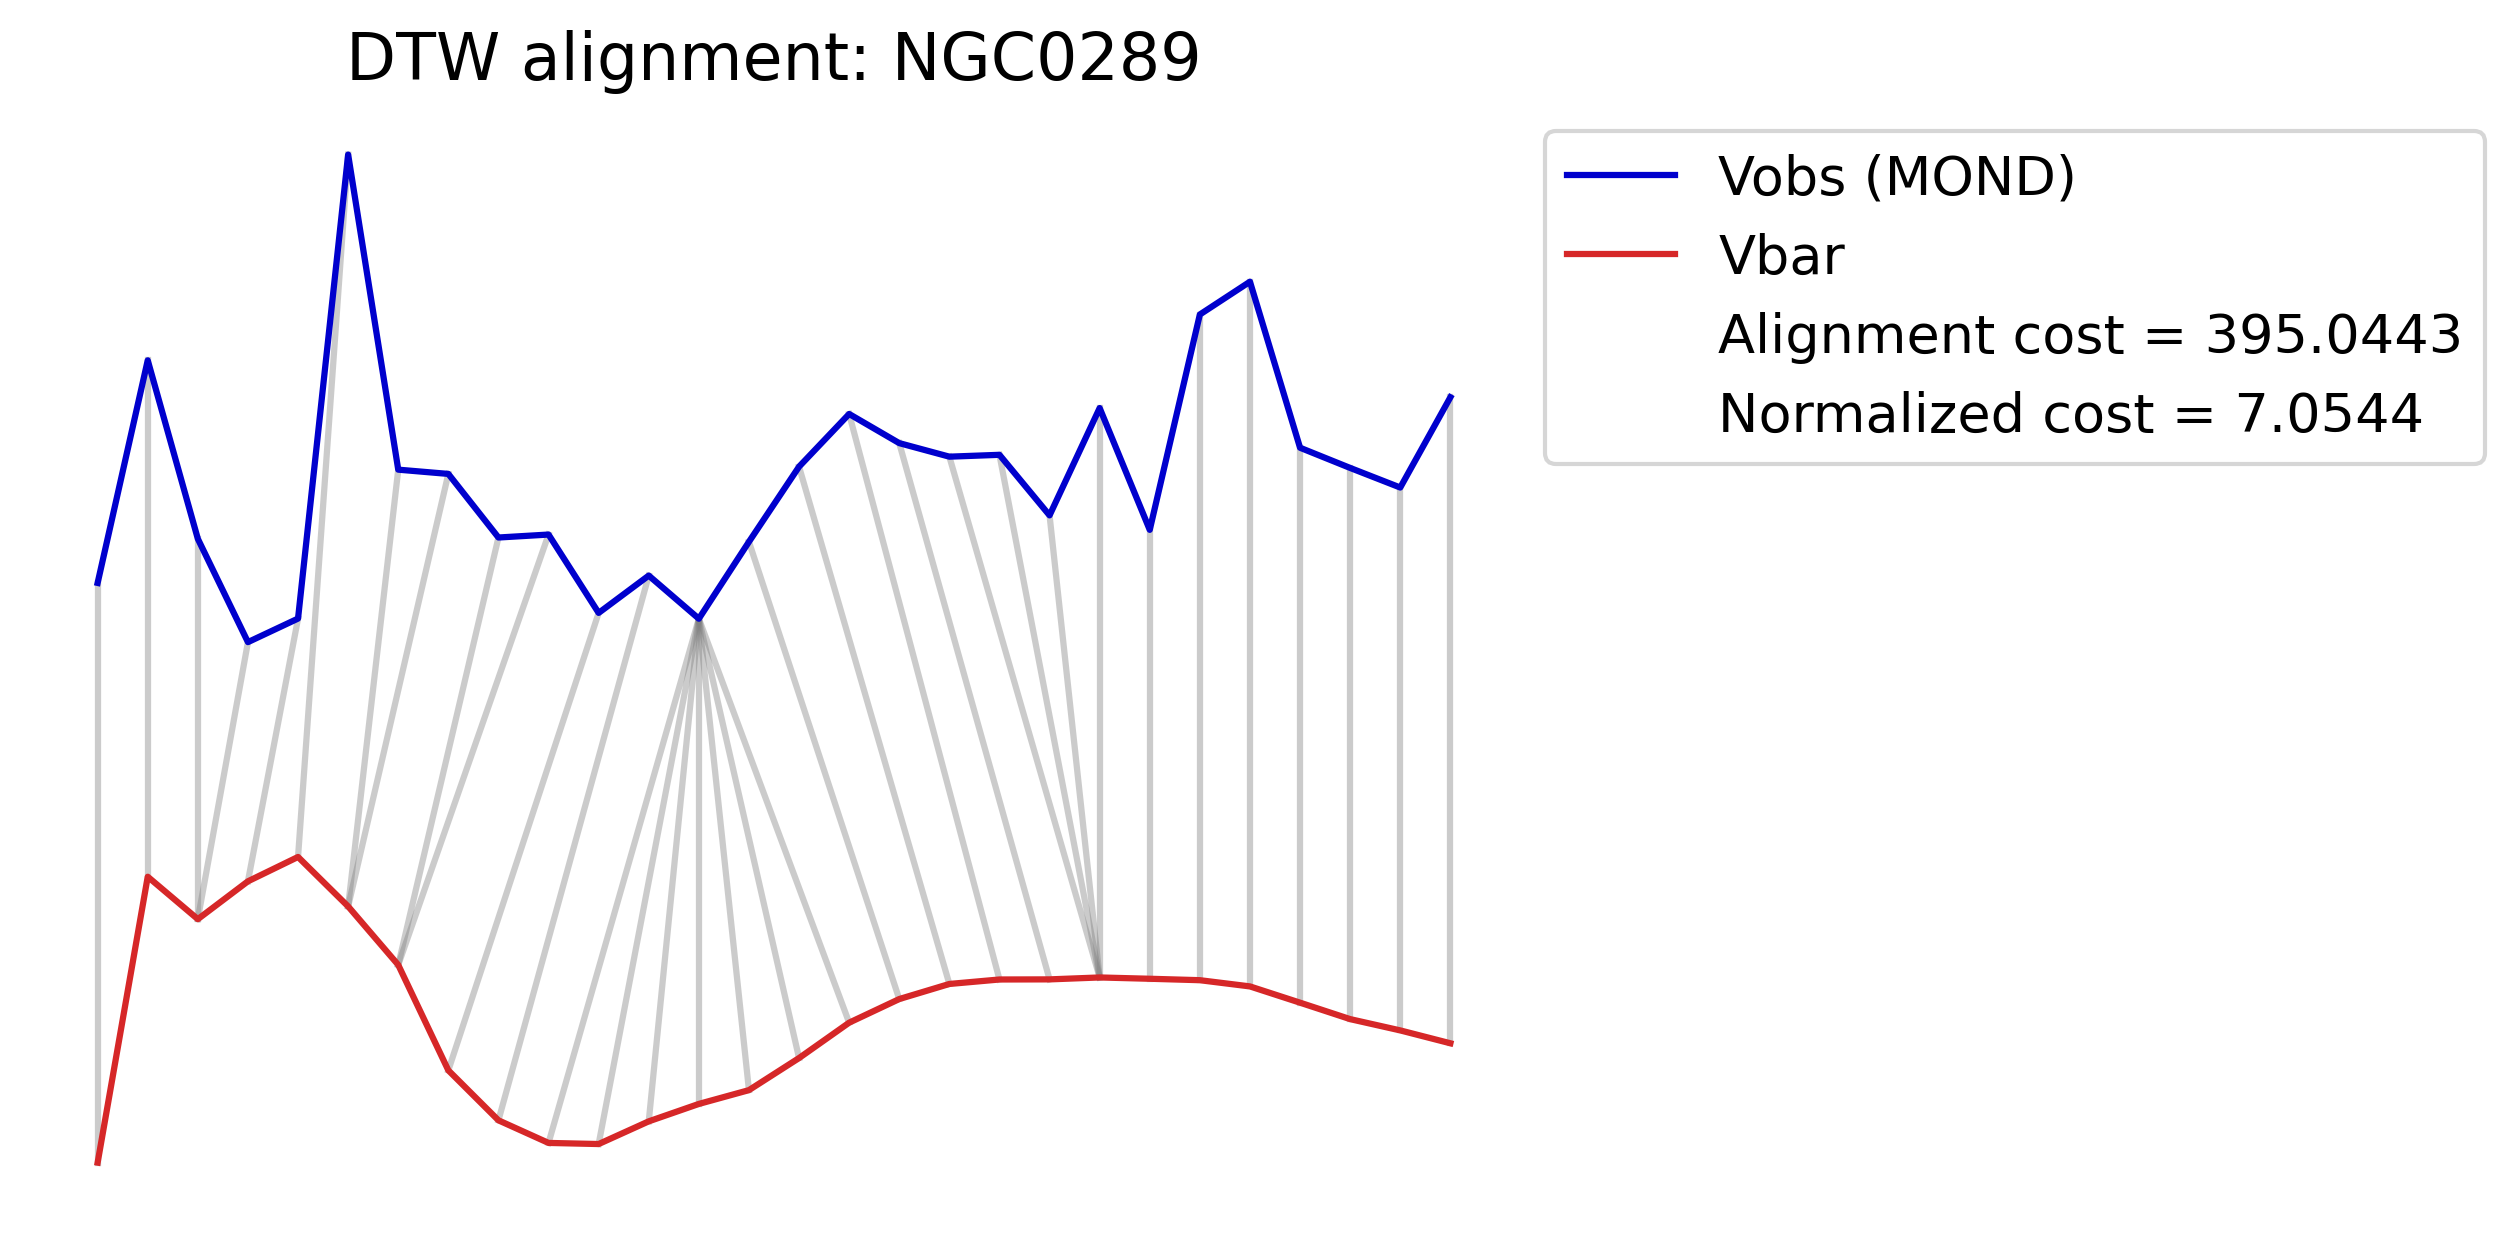 DTW alignment: NGC0289
Vobs (MOND)
Vbar
Alignment cost = 395.0443
Normalized cost = 7.0544